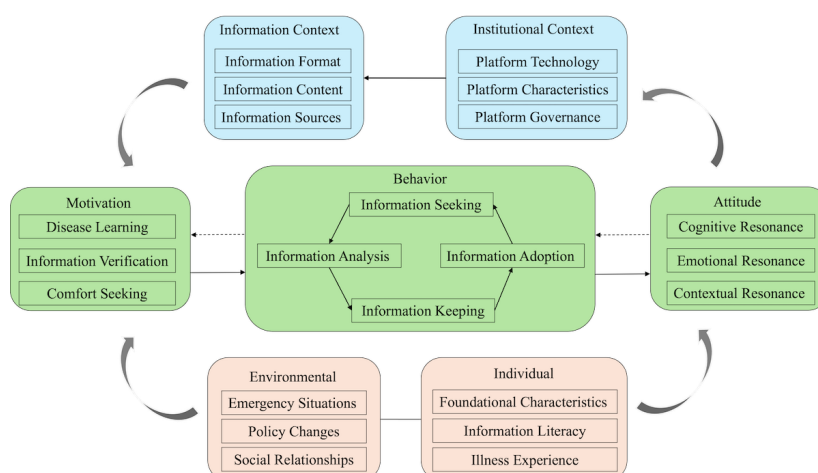 Information Context
Information Format
Information Content
Information Sources
Institutional Context
Platform Technology
Platform Characteristics
Platform Governance
Motivation
Disease Learning
Information Verification
Comfort Seeking
Behavior
Information Seeking
Information Analysis
Information Adoption
Information Keeping
Attitude
Cognitive Resonance
Emotional Resonance
Contextual Resonance
Environmental
Emergency Situations
Policy Changes
Social Relationships
Individual
Foundational Characteristics
Information Literacy
Illness Experience